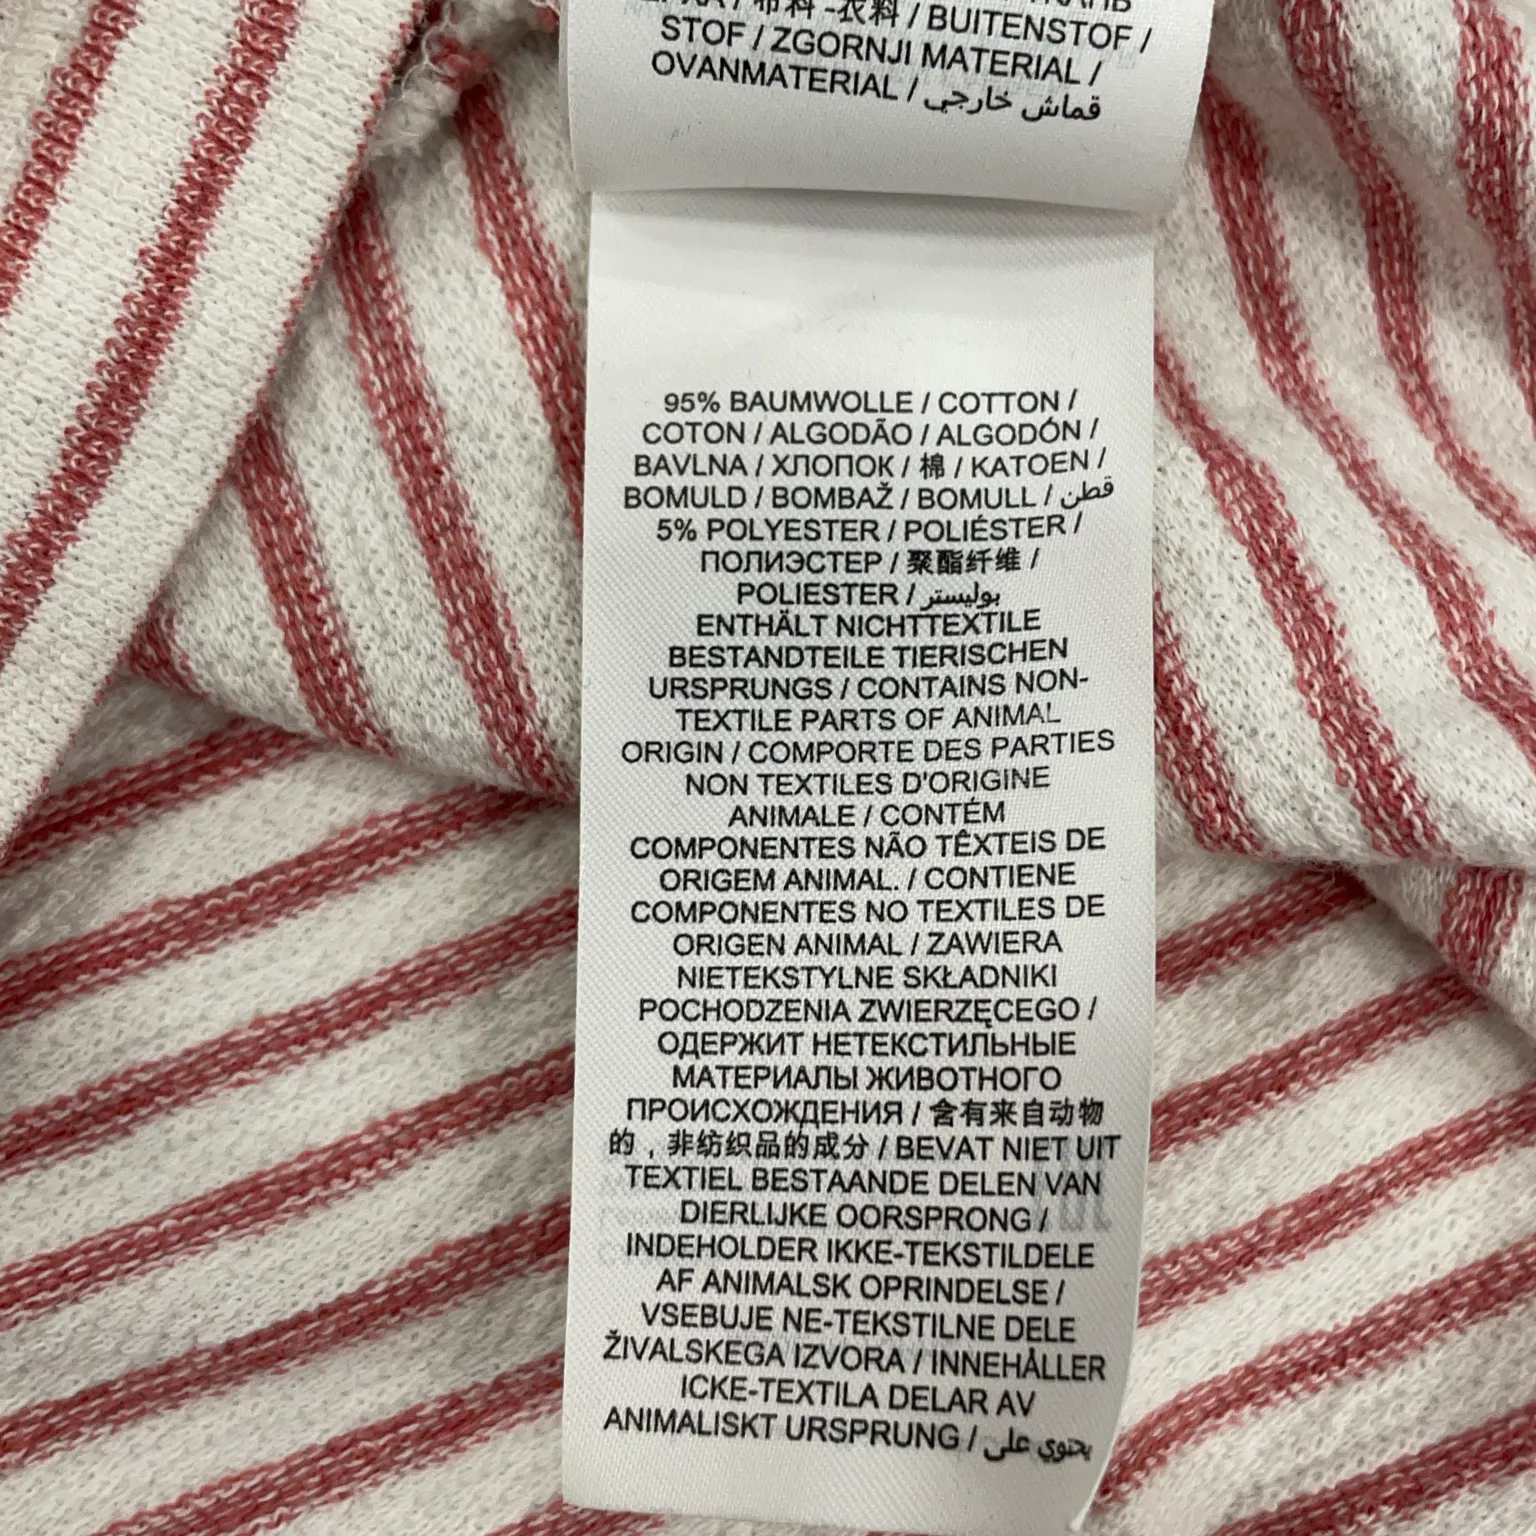 布料 -衣料 / BUITENSTOF /
STOF / ZGORNJI MATERIAL /
OVANMATERIAL / قماش خارجي
95% BAUMWOLLE / COTTON /
COTON / ALGODÃO / ALGODÓN /
BAVLNA / ХЛОПОК / 棉 / KATOEN /
BOMULD / BOMBAŽ / BOMULL / قطن
5% POLYESTER / POLIÉSTER /
ПОЛИЭСТЕР / 聚酯纤维 /
POLIESTER / بوليستر
ENTHÄLT NICHTTEXTILE
BESTANDTEILE TIERISCHEN
URSPRUNGS / CONTAINS NON-
TEXTILE PARTS OF ANIMAL
ORIGIN / COMPORTE DES PARTIES
NON TEXTILES D'ORIGINE
ANIMALE / CONTÉM
COMPONENTES NÃO TÊXTEIS DE
ORIGEM ANIMAL. / CONTIENE
COMPONENTES NO TEXTILES DE
ORIGEN ANIMAL / ZAWIERA
NIETEKSTYLNE SKŁADNIKI
POCHODZENIA ZWIERZĘCEGO /
ОДЕРЖИТ НЕТЕКСТИЛЬНЫЕ
МАТЕРИАЛЫ ЖИВОТНОГО
ПРОИСХОЖДЕНИЯ / 含有来自动物
的，非纺织品的成分 / BEVAT NIET UIT
TEXTIEL BESTAANDE DELEN VAN
DIERLIJKE OORSPRONG /
INDEHOLDER IKKE-TEKSTILDELE
AF ANIMALSK OPRINDELSE /
VSEBUJE NE-TEKSTILNE DELE
ŽIVALSKEGA IZVORA / INNEHÅLLER
ICKE-TEXTILA DELAR AV
ANIMALISKT URSPRUNG / يحتوي على